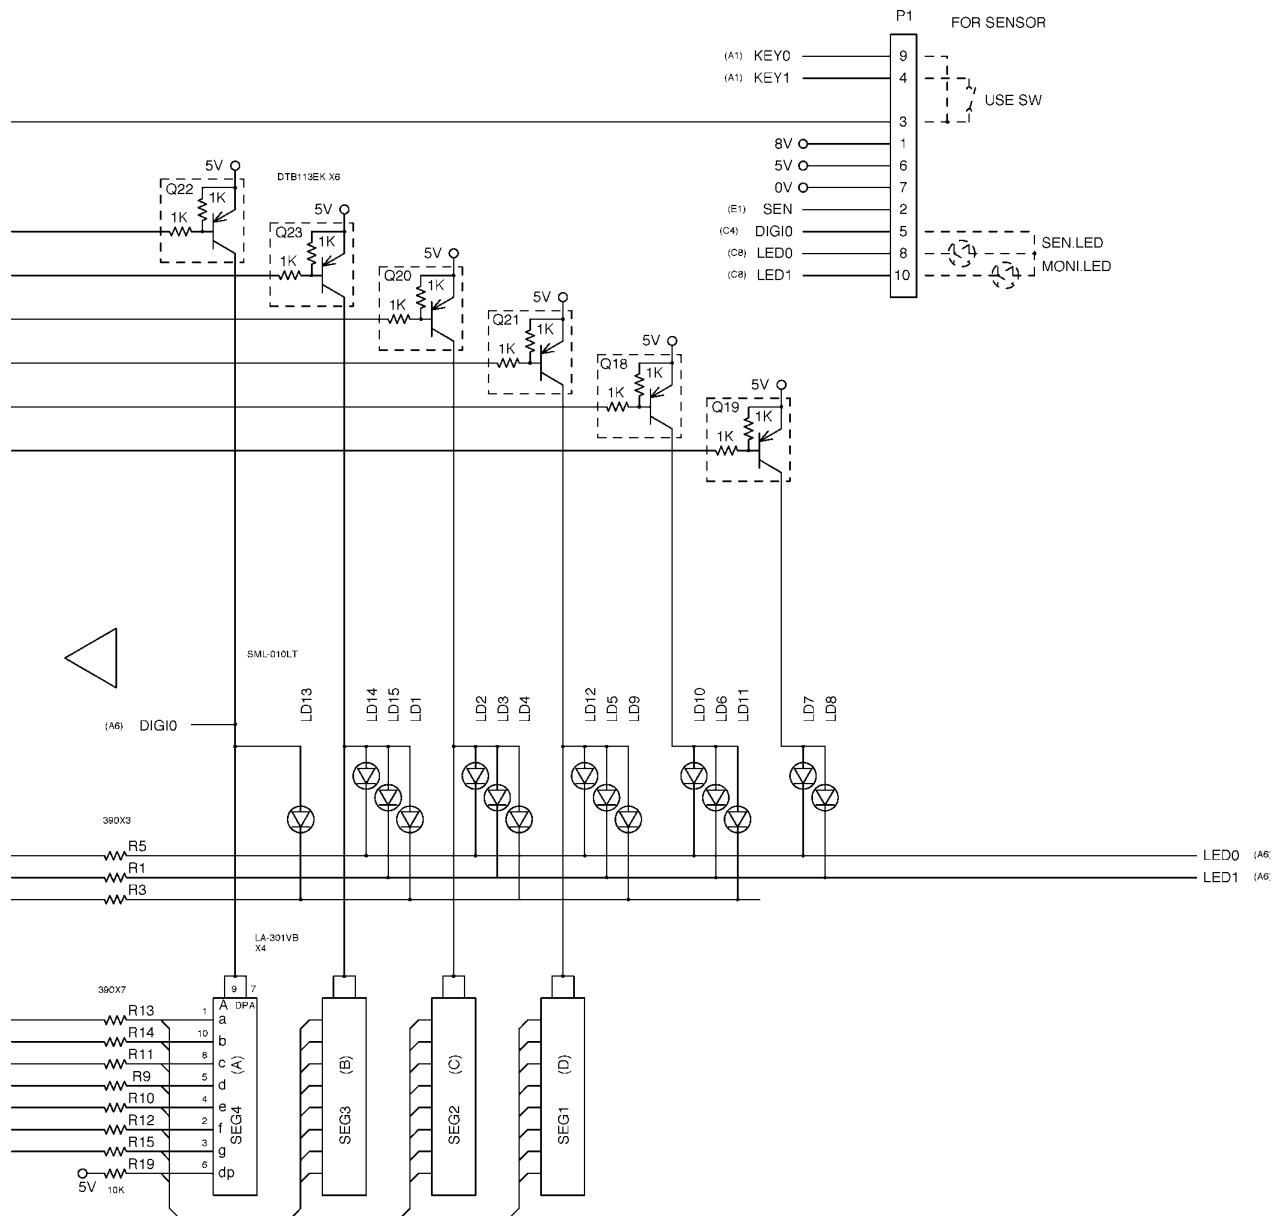 P1
FOR SENSOR
(A1) KEY0 9
(A1) KEY1 4
USE SW
3
8V 1
5V 6
0V 7
(E1) SEN 2
(C4) DIGI0 5
(C8) LED0 8
SEN.LED
(C8) LED1 10
MONI.LED
5V
Q22
1K
1K
DTB113EK X6
5V
Q23
1K
1K
5V
Q20
1K
1K
5V
Q21
1K
1K
5V
Q18
1K
1K
5V
Q19
1K
1K
SML-010LT
(A6) DIGI0
LD13
LD14
LD15
LD1
LD2
LD3
LD4
LD12
LD5
LD9
LD10
LD6
LD11
LD7
LD8
390X3
R5
R1
R3
LED0 (A6)
LED1 (A6)
LA-301VB
X4
390X7
9 7
A DPA
R13 1 a
R14 10 b
R11 8 c
R9 5 d
R10 4 e
R12 2 f
R15 3 g
R19 6 dp
5V 10K
SEG4 (A)
SEG3 (B)
SEG2 (C)
SEG1 (D)